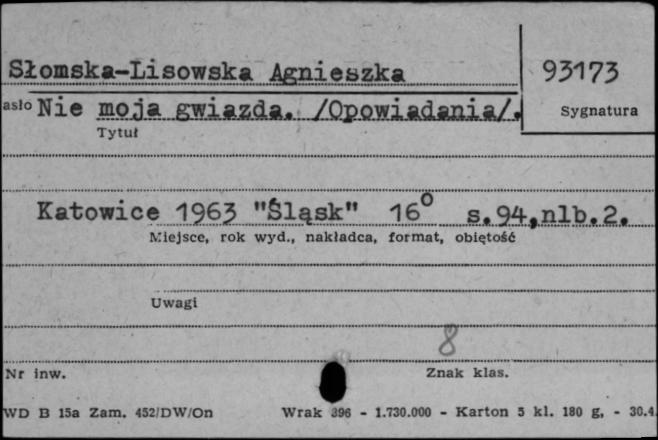 Słomska-Lisowska Agnieszka
93173
asło Nie moja gwiazda. /Opowiadania/.
Sygnatura
Tytuł
Katowice 1963 "Śląsk" 16° s.94,nlb.2.
Miejsce, rok wyd., nakładca, format, objętość
Uwagi
8
Nr inw.
Znak klas.
WD B 15a Zam. 452/DW/On Wrak 396 - 1.730.000 - Karton 5 kl. 180 g, - 30.4